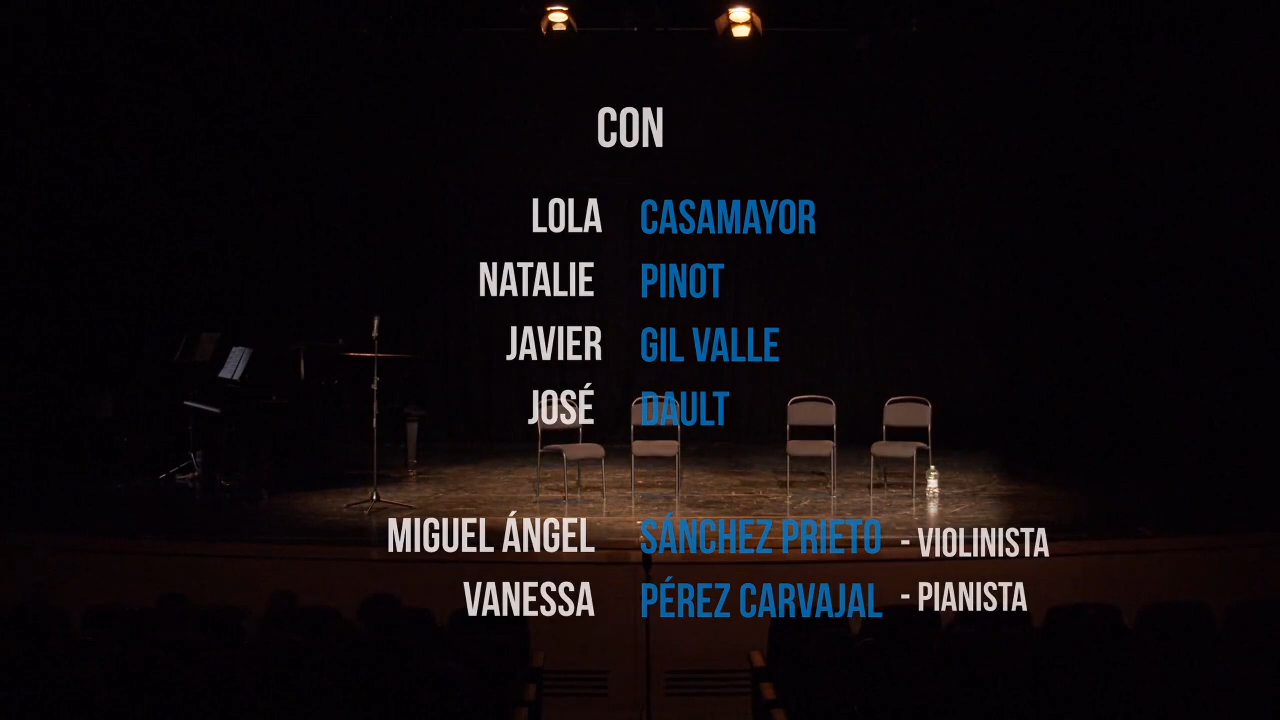 CON
LOLA CASAMAYOR
NATALIE PINOT
JAVIER GIL VALLE
JOSÉ DAULT
MIGUEL ÁNGEL SÁNCHEZ PRIETO - VIOLINISTA
VANESSA PÉREZ CARVAJAL - PIANISTA